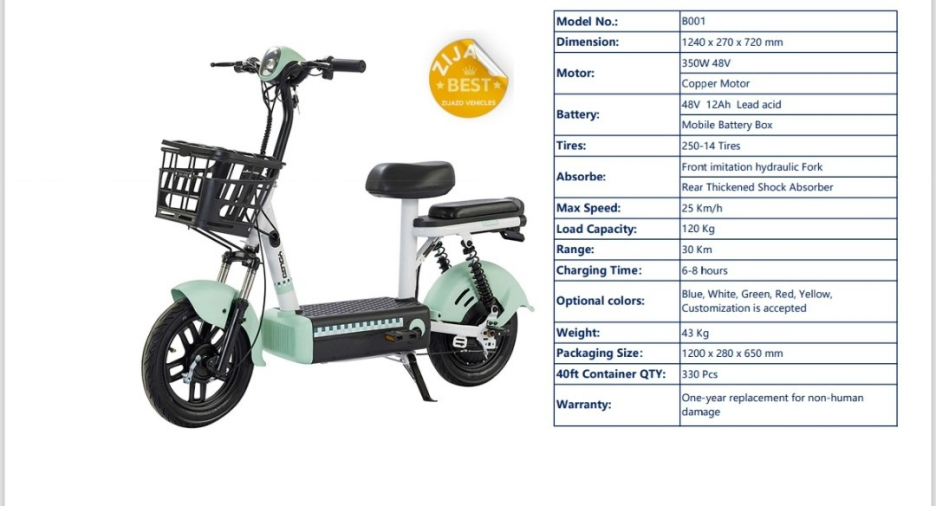 ZIJA
BEST
ZIJAZD VEHICLES
Model No.: B001
Dimension: 1240 x 270 x 720 mm
Motor: 350W 48V
Copper Motor
Battery: 48V 12Ah Lead acid
Mobile Battery Box
Tires: 250-14 Tires
Absorbe: Front imitation hydraulic Fork
Rear Thickened Shock Absorber
Max Speed: 25 Km/h
Load Capacity: 120 Kg
Range: 30 Km
Charging Time: 6-8 hours
Optional colors: Blue, White, Green, Red, Yellow,
Customization is accepted
Weight: 43 Kg
Packaging Size: 1200 x 280 x 650 mm
40ft Container QTY: 330 Pcs
Warranty: One-year replacement for non-human
damage